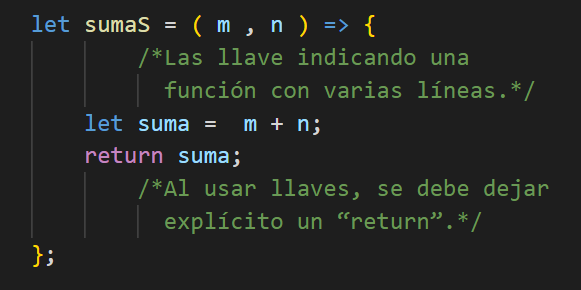 let sumaS = ( m , n ) => {
/*Las llave indicando una
función con varias líneas.*/
let suma =  m + n;
return suma;
/*Al usar llaves, se debe dejar
explícito un “return”.*/
};